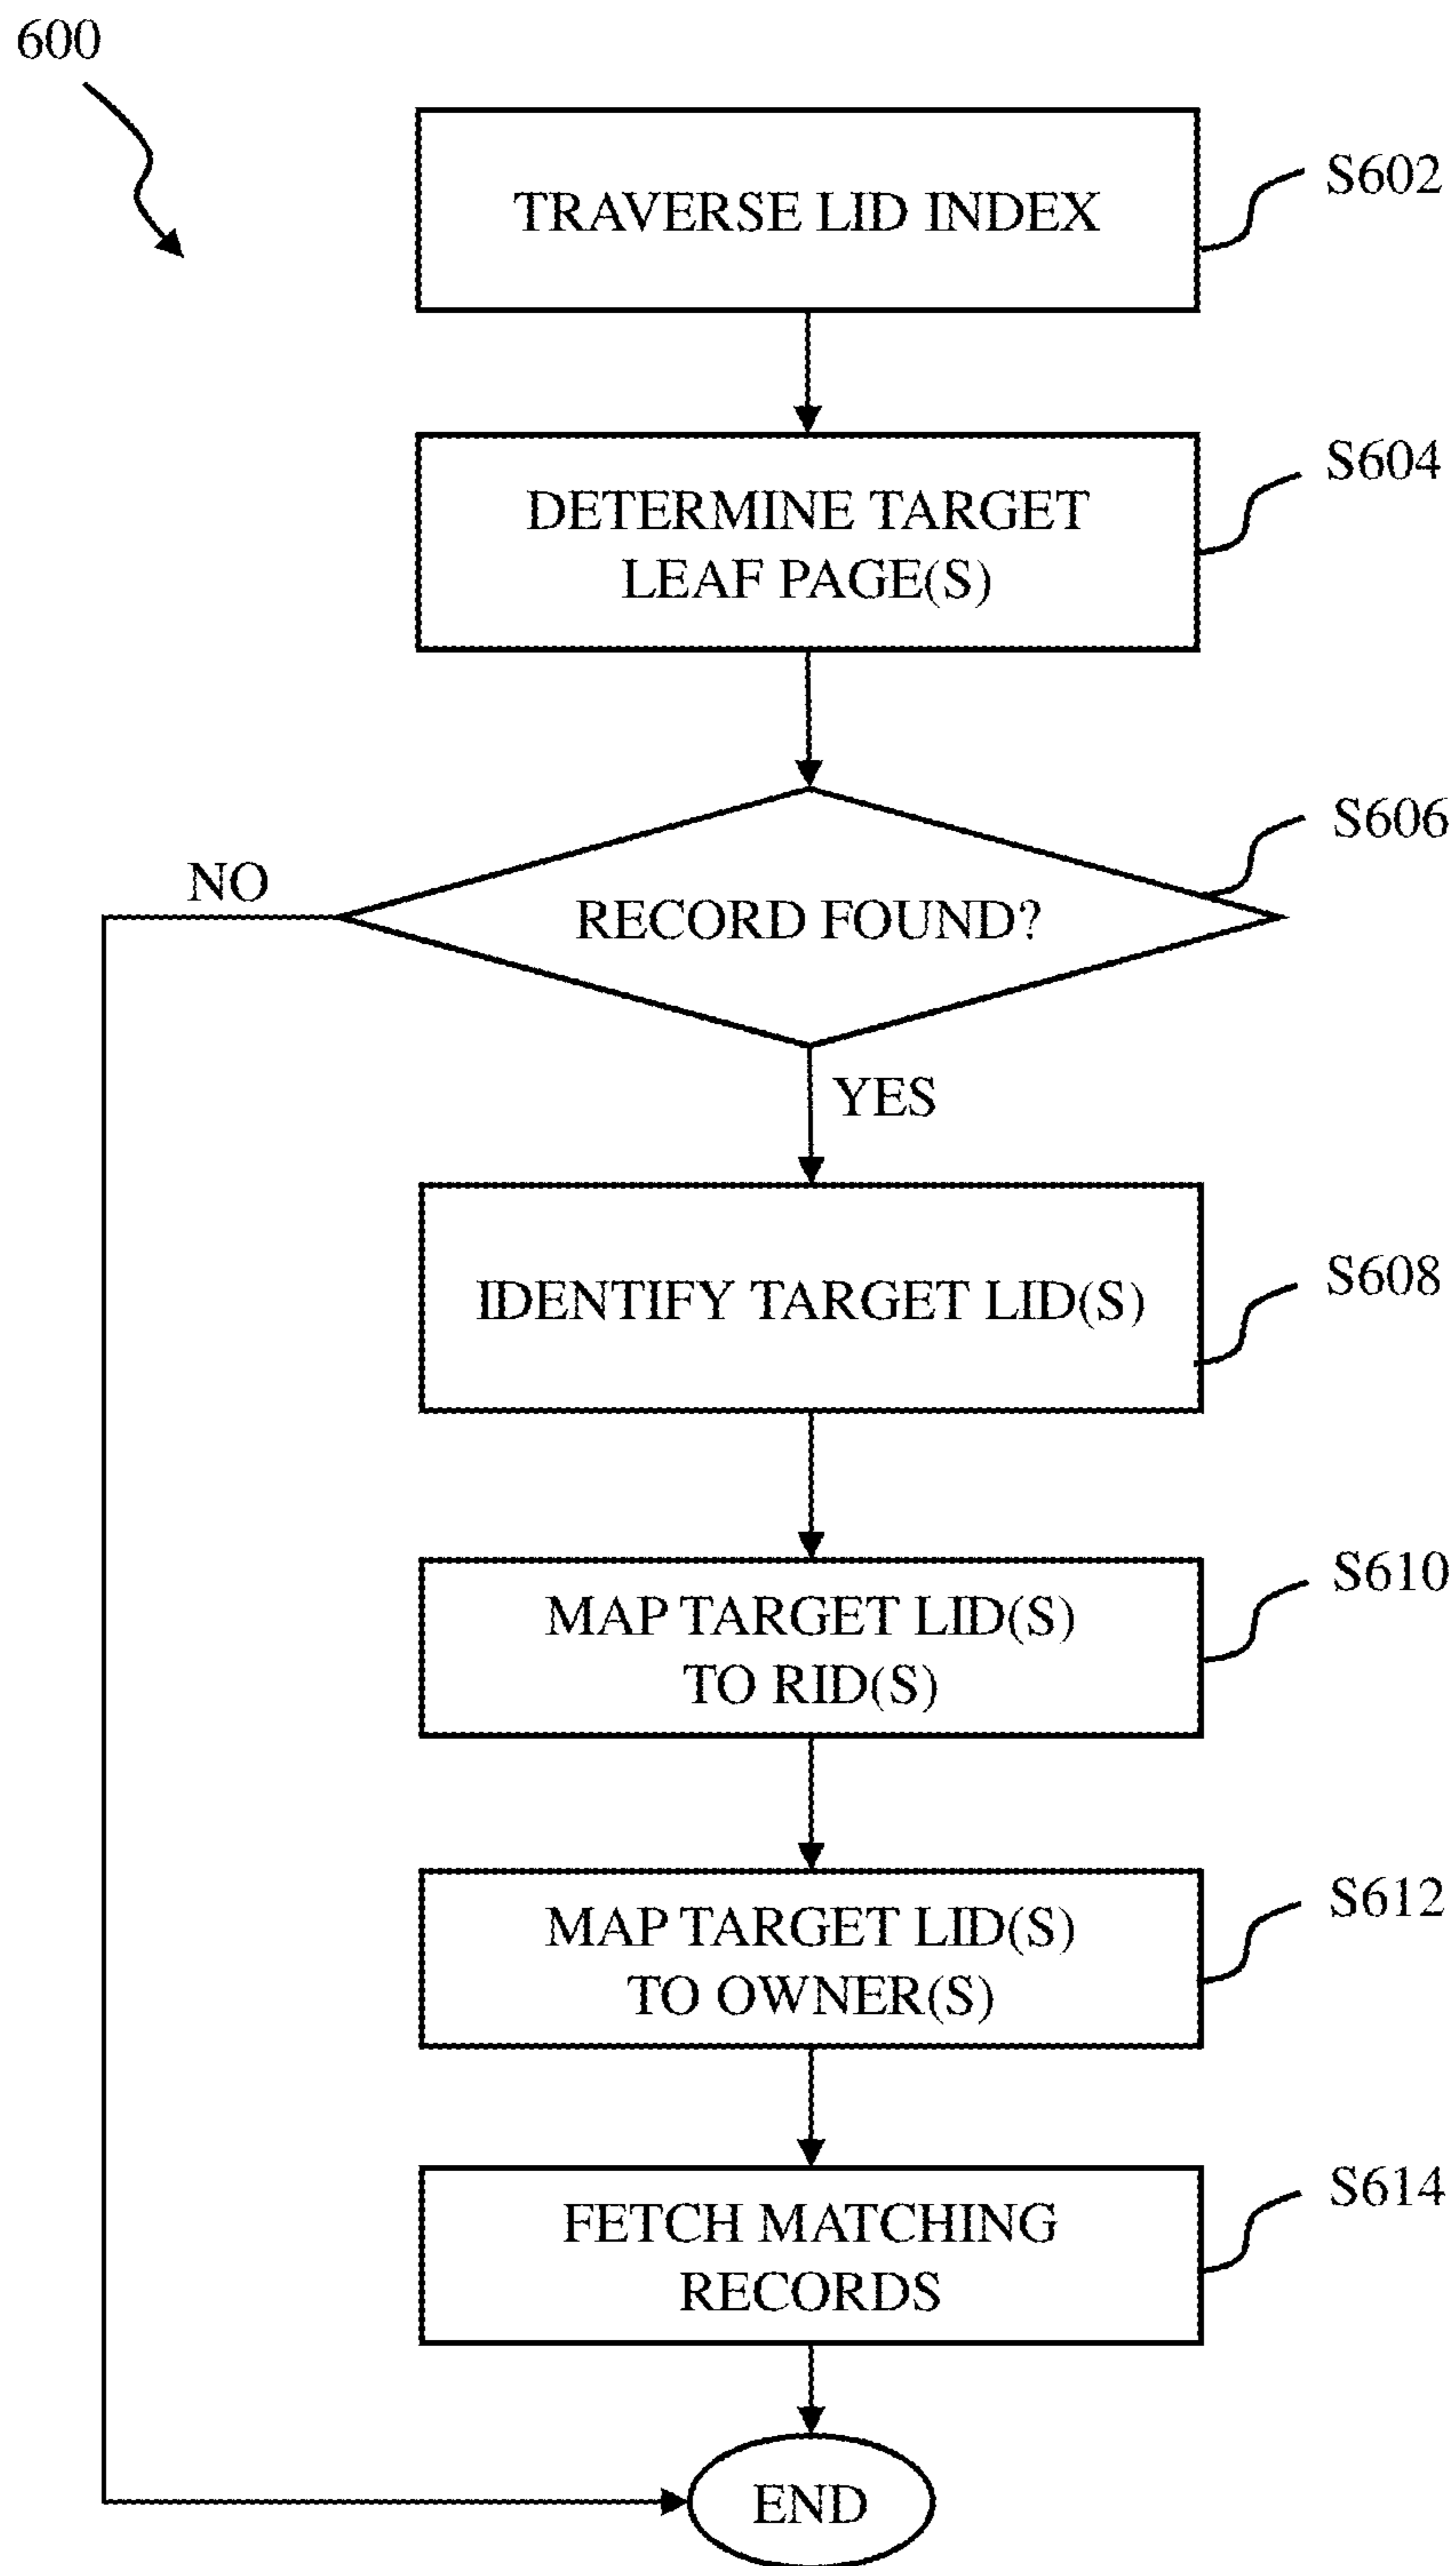 600
TRAVERSE LID INDEX
S602
DETERMINE TARGET
LEAF PAGE(S)
S604
RECORD FOUND?
S606
NO
YES
IDENTIFY TARGET LID(S)
S608
MAP TARGET LID(S)
TO RID(S)
S610
MAP TARGET LID(S)
TO OWNER(S)
S612
FETCH MATCHING
RECORDS
S614
END